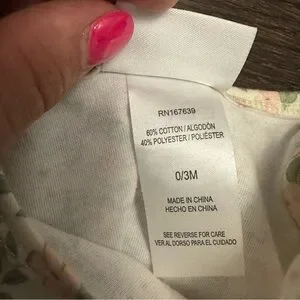 RN167639
60% COTTON/ALGODÓN
40% POLYESTER/POLIÉSTER
0/3M
MADE IN CHINA
HECHO EN CHINA
SEE REVERSE FOR CARE
VER AL DORSO PARA EL CUIDADO